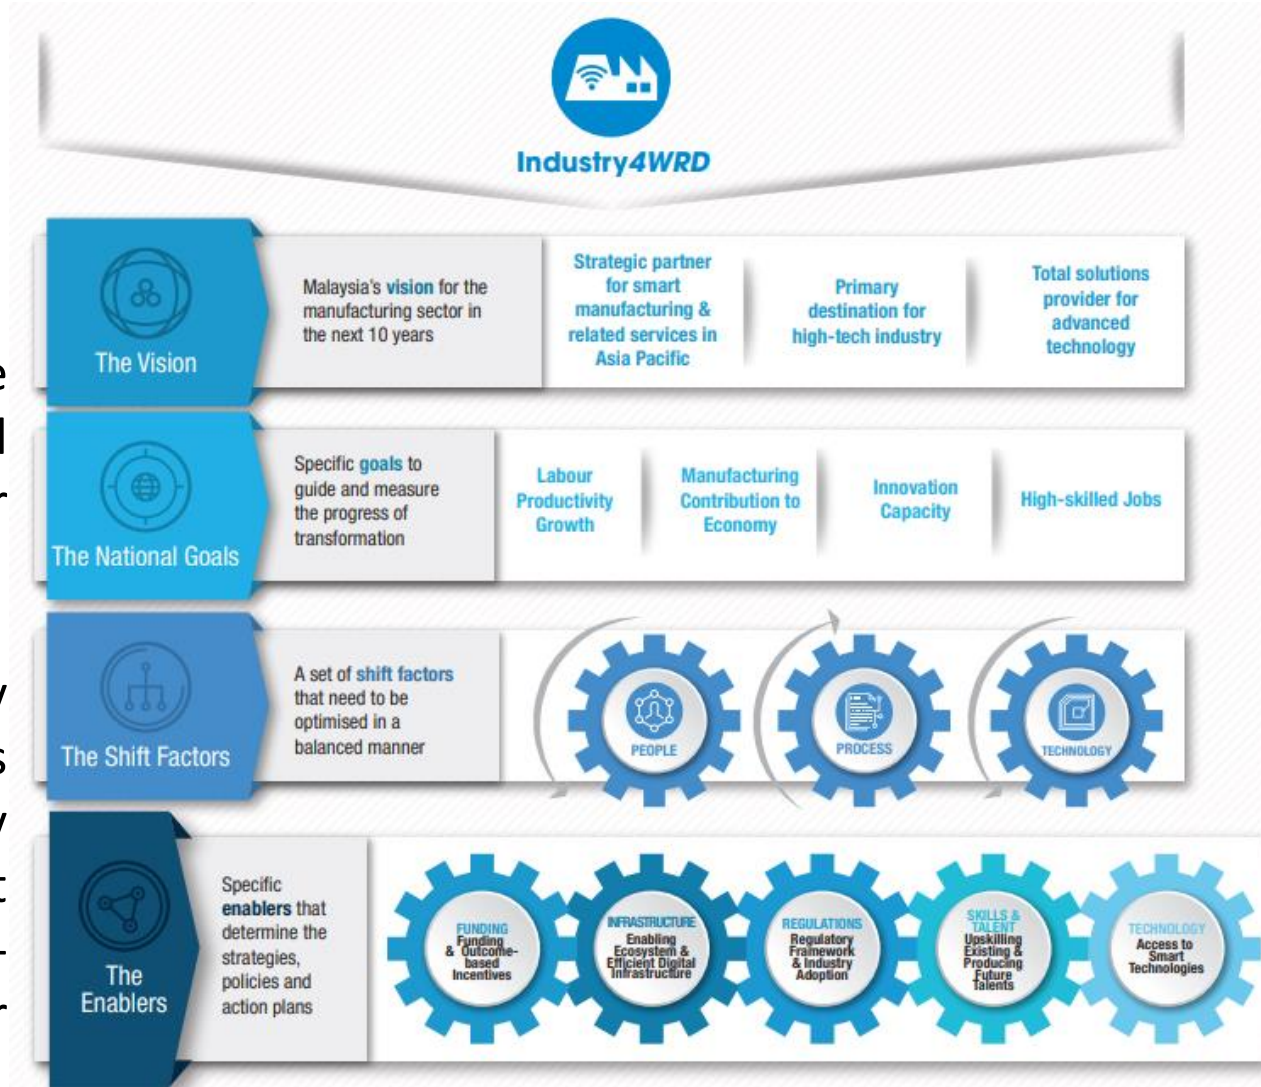 Industry4WRD
The Vision
Malaysia's vision for the
manufacturing sector in
the next 10 years
Strategic partner
for smart
manufacturing &
related services in
Asia Pacific
Primary
destination for
high-tech industry
Total solutions
provider for
advanced
technology
The National Goals
Specific goals to
guide and measure
the progress of
transformation
Labour
Productivity
Growth
Manufacturing
Contribution to
Economy
Innovation
Capacity
High-skilled Jobs
The Shift Factors
A set of shift factors
that need to be
optimised in a
balanced manner
PEOPLE
PROCESS
TECHNOLOGY
The
Enablers
Specific
enablers that
determine the
strategies,
policies and
action plans
FUNDING
Funding
& Outcome-
based
Incentives
INFRASTRUCTURE
Enabling
Ecosystem &
Efficient Digital
Infrastructure
REGULATIONS
Regulatory
Framework
& Industry
Adoption
SKILLS &
TALENT
Upskilling
Existing &
Producing
Future
Talents
TECHNOLOGY
Access to
Smart
Technologies